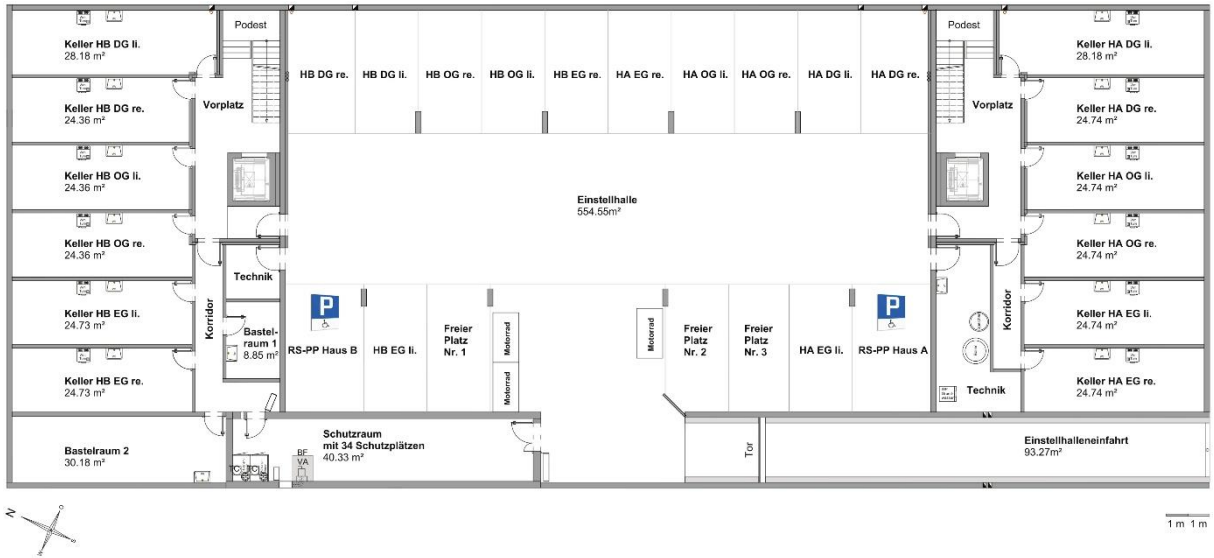 Podest
Podest
Keller HB DG li.
28.18 m²
HB DG re.
HB DG li.
HB OG re.
HB OG li.
HB EG re.
HA EG re.
HA OG li.
HA OG re.
HA DG li.
HA DG re.
Keller HA DG li.
28.18 m²
Keller HB DG re.
24.36 m²
Vorplatz
Vorplatz
Keller HA DG re.
24.74 m²
Keller HB OG li.
24.36 m²
Einstellhalle
554.55m²
Keller HA OG li.
24.74 m²
Keller HB OG re.
24.36 m²
Keller HA OG re.
24.74 m²
Technik
Keller HB EG li.
24.73 m²
Korridor
Bastel-
raum 1
8.85 m²
P
RS-PP Haus B
HB EG li.
Freier
Platz
Nr. 1
Motorrad
Motorrad
Motorrad
Freier
Platz
Nr. 2
Freier
Platz
Nr. 3
HA EG li.
P
RS-PP Haus A
Korridor
Keller HA EG li.
24.74 m²
Keller HB EG re.
24.73 m²
Technik
Keller HA EG re.
24.74 m²
Bastelraum 2
30.18 m²
Schutzraum
mit 34 Schutzplätzen
40.33 m²
BF
VA
TC
TC
Tor
Einstellhalleneinfahrt
93.27m²
N
O
S
1 m 1 m